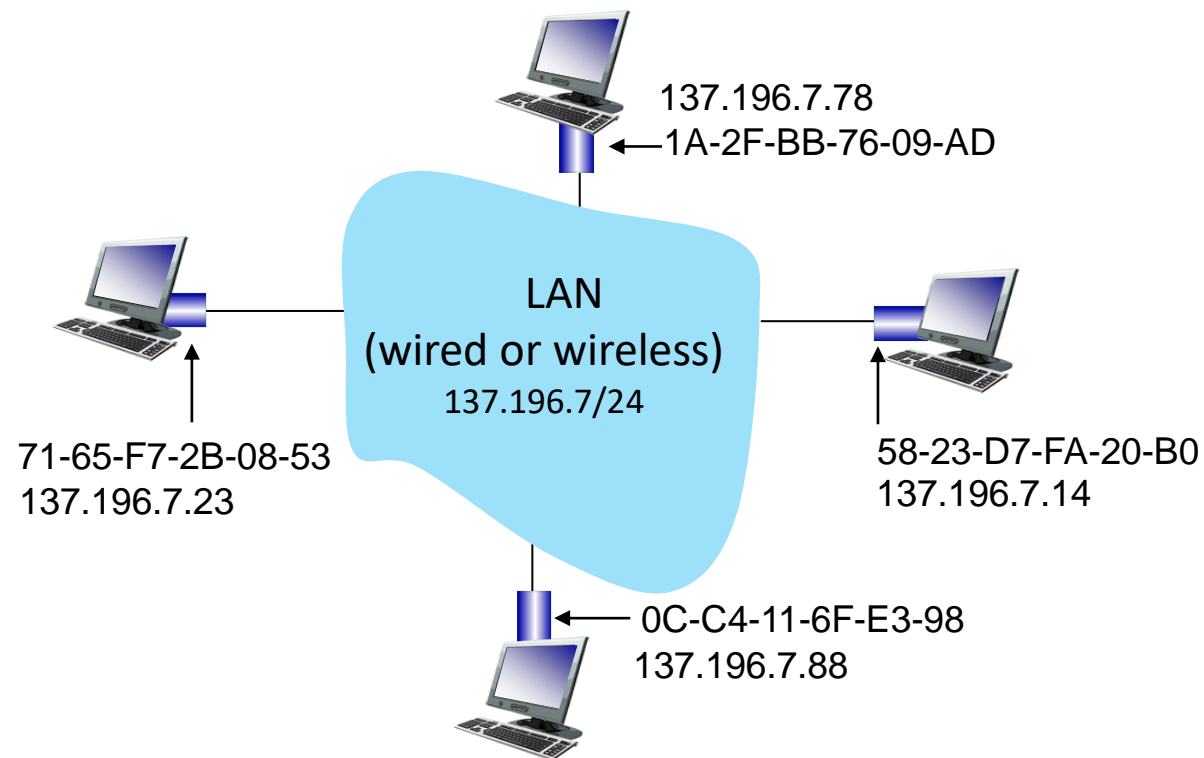 137.196.7.78
1A-2F-BB-76-09-AD
LAN
(wired or wireless)
137.196.7/24
71-65-F7-2B-08-53
137.196.7.23
58-23-D7-FA-20-B0
137.196.7.14
0C-C4-11-6F-E3-98
137.196.7.88